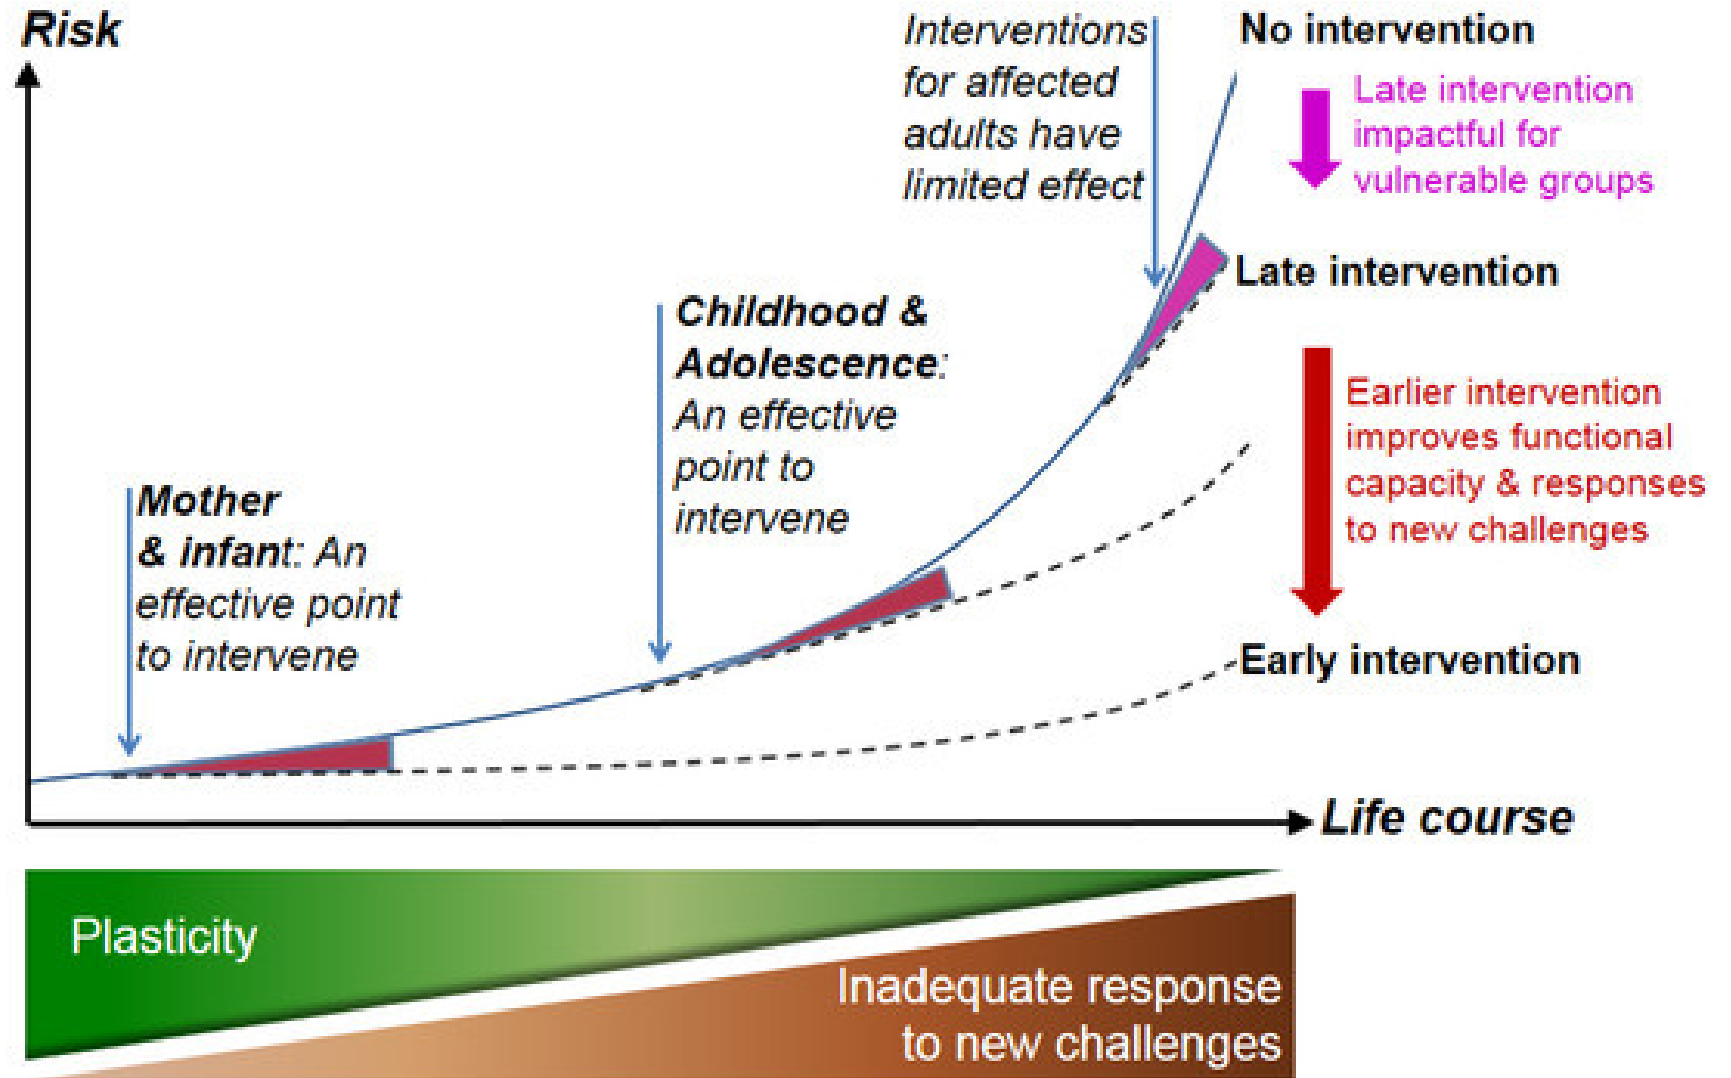 Risk
Interventions
for affected
adults have
limited effect
No intervention
Late intervention
impactful for
vulnerable groups
Late intervention
Childhood &
Adolescence:
An effective
point to
intervene
Earlier intervention
improves functional
capacity & responses
to new challenges
Mother
& infant: An
effective point
to intervene
Early intervention
Life course
Plasticity
Inadequate response
to new challenges